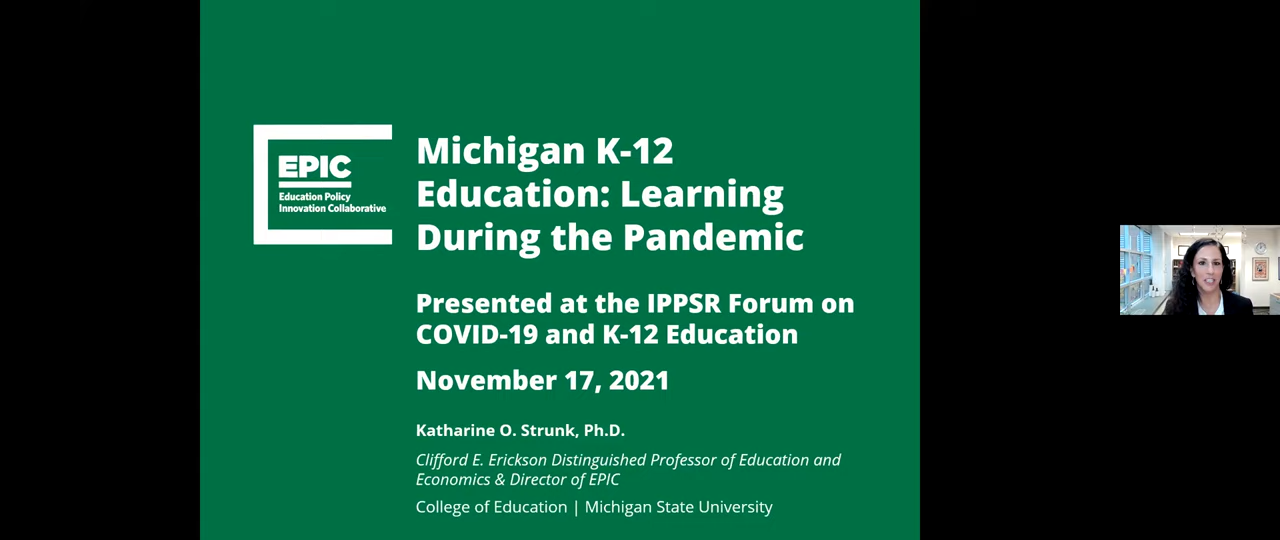 EPIC
Education Policy
Innovation Collaborative
Michigan K-12
Education: Learning
During the Pandemic
Presented at the IPPSR Forum on
COVID-19 and K-12 Education
November 17, 2021
Katharine O. Strunk, Ph.D.
Clifford E. Erickson Distinguished Professor of Education and
Economics & Director of EPIC
College of Education | Michigan State University